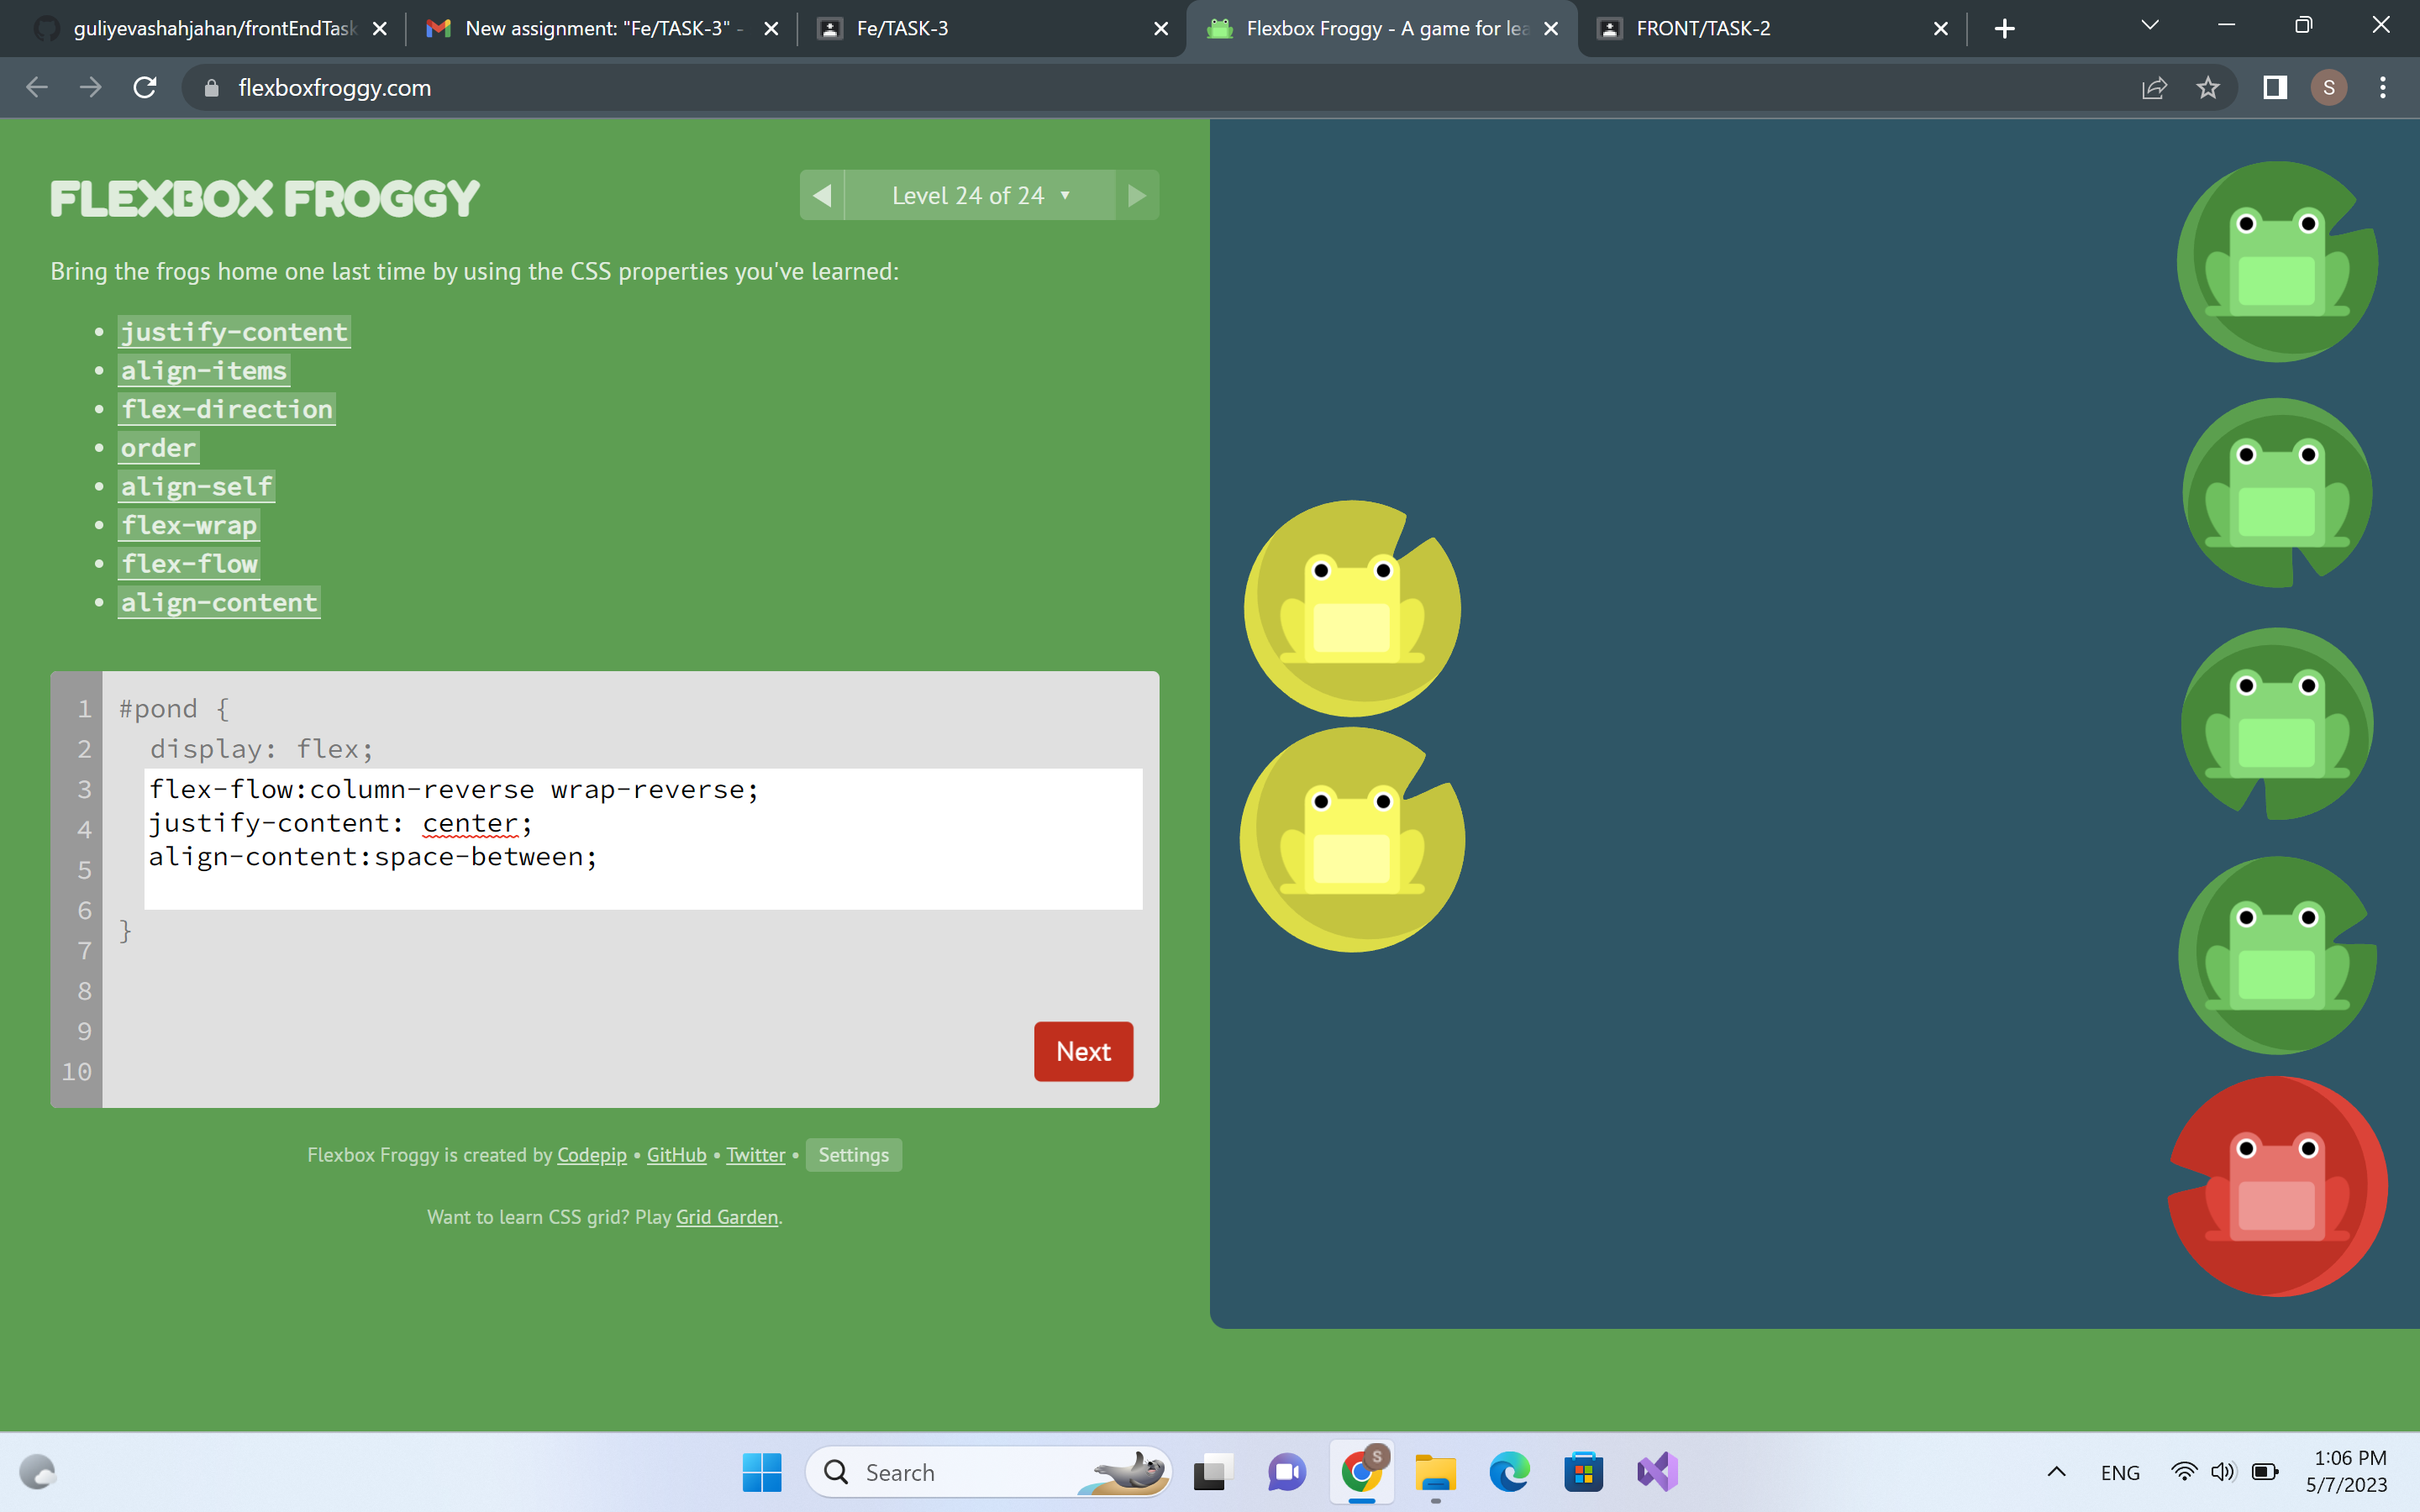 guliyevashahjahan/frontEndTask
New assignment: "Fe/TASK-3" -
Fe/TASK-3
Flexbox Froggy - A game for lea
FRONT/TASK-2
flexboxfroggy.com
S
FLEXBOX FROGGY
Level 24 of 24
Bring the frogs home one last time by using the CSS properties you've learned:
• justify-content
• align-items
• flex-direction
• order
• align-self
• flex-wrap
• flex-flow
• align-content
1 #pond {
2 display: flex;
3 flex-flow:column-reverse wrap-reverse;
4 justify-content: center;
5 align-content:space-between;
6
7 }
8
9
10
Next
Flexbox Froggy is created by Codepip • GitHub • Twitter • Settings
Want to learn CSS grid? Play Grid Garden.
Search
S
ENG
1:06 PM
5/7/2023